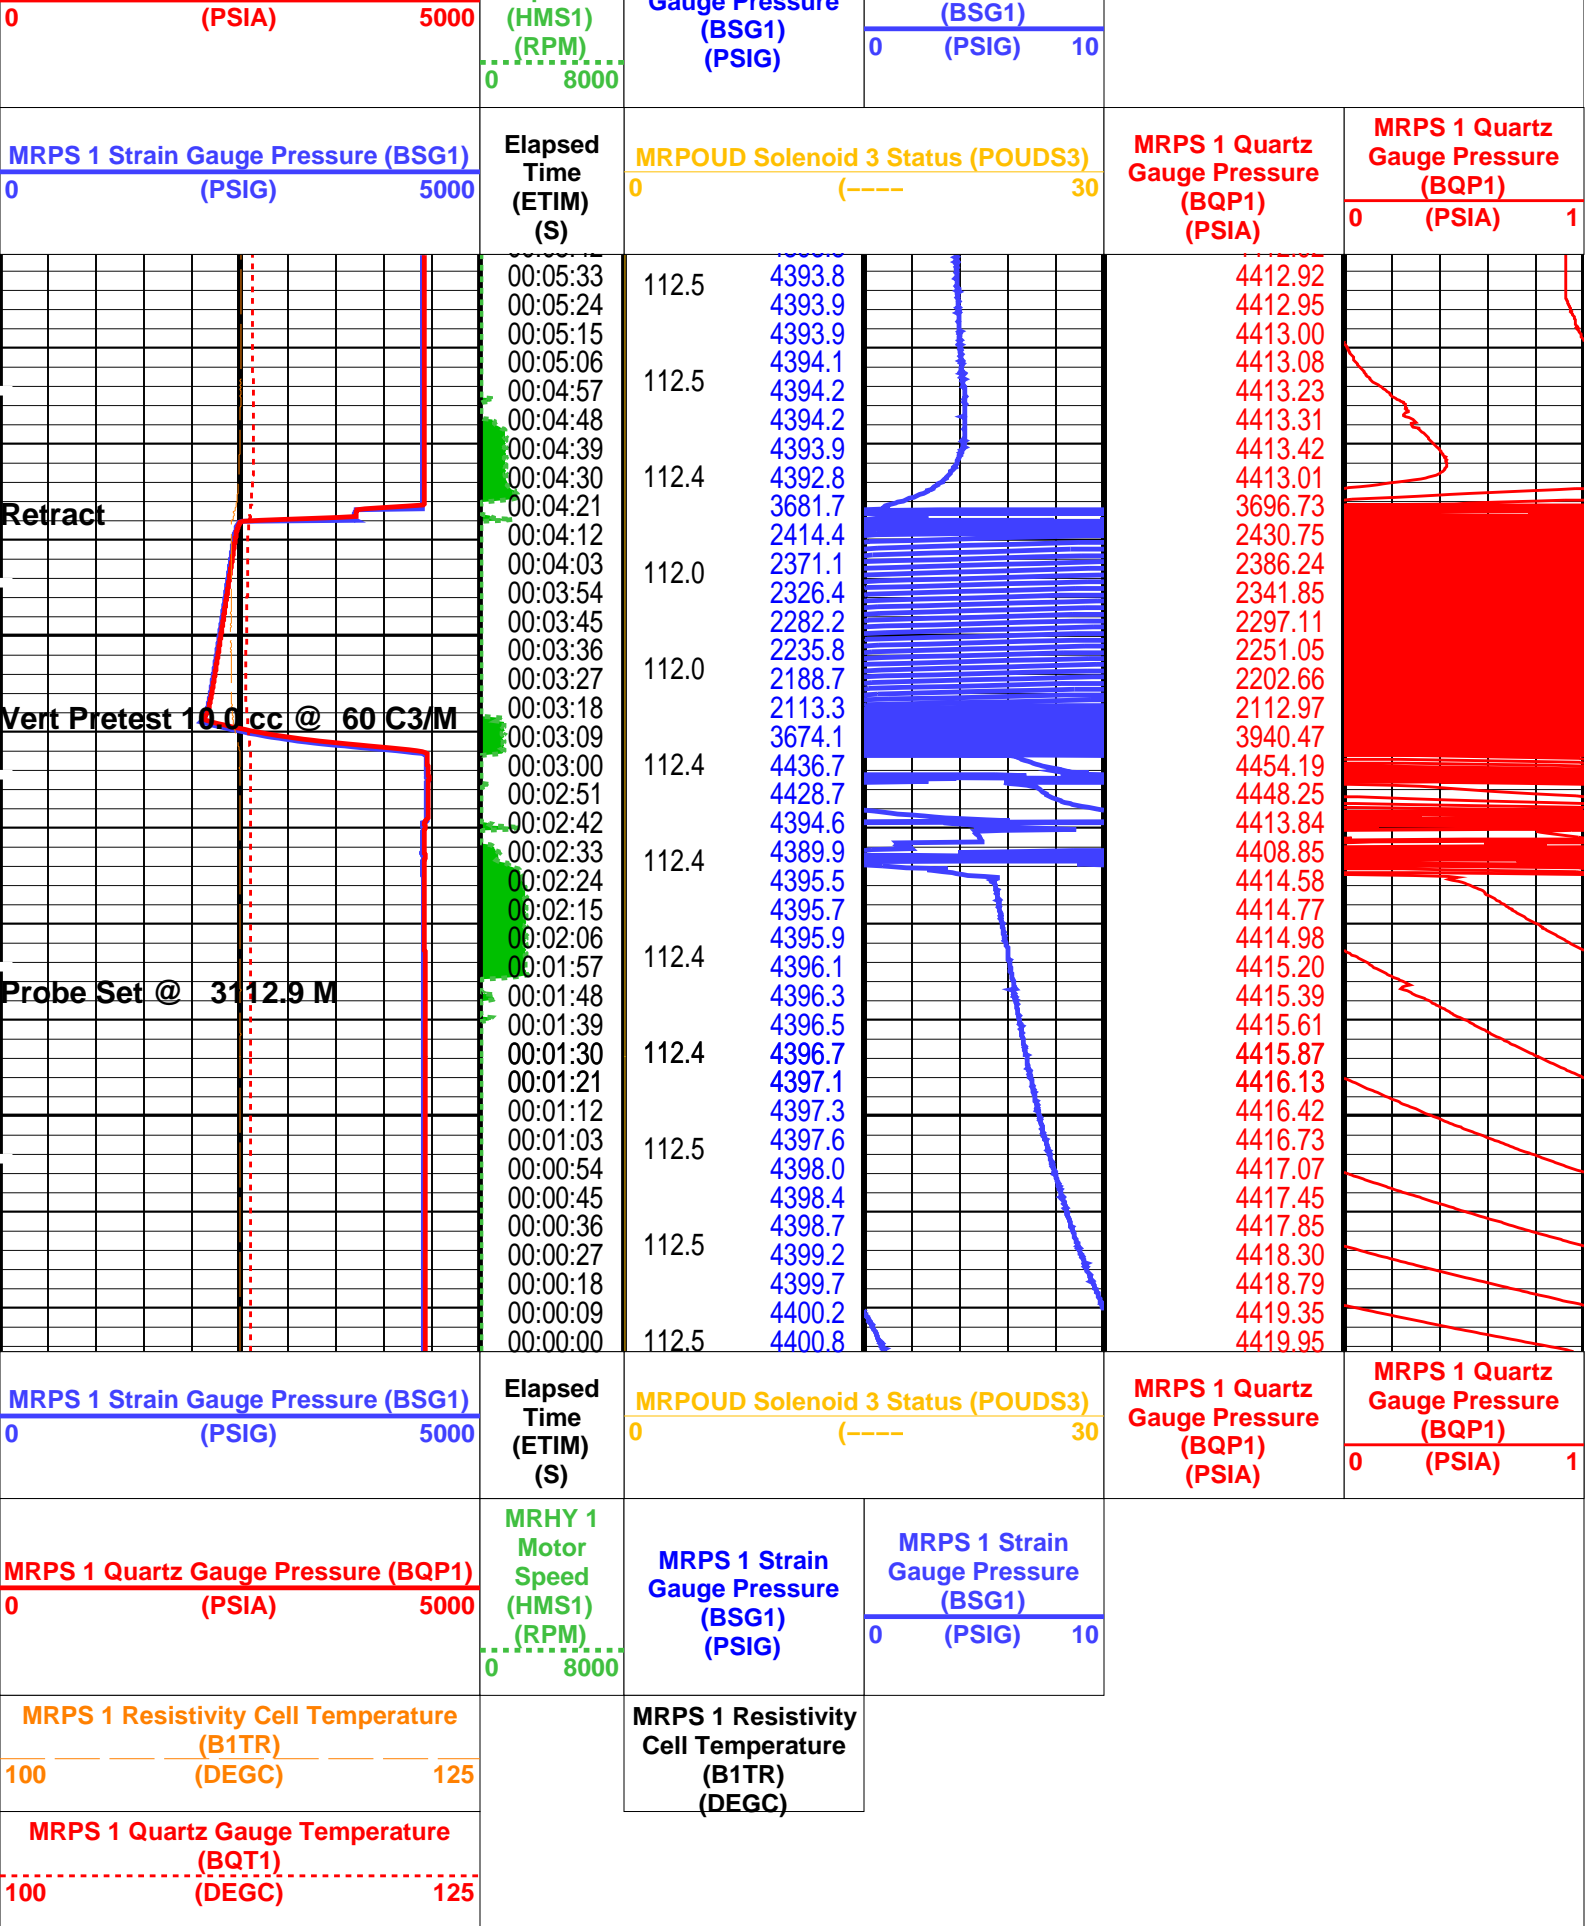 0 (PSIA) 5000
(HMS1)
(RPM)
0 8000
Gauge Pressure
(BSG1)
(PSIG)
(BSG1)
0 (PSIG) 10
MRPS 1 Strain Gauge Pressure (BSG1)
0 (PSIG) 5000
Elapsed
Time
(ETIM)
(S)
MRPOUD Solenoid 3 Status (POUDS3)
0 (---- 30
MRPS 1 Quartz
Gauge Pressure
(BQP1)
(PSIA)
MRPS 1 Quartz
Gauge Pressure
(BQP1)
0 (PSIA) 1
00:05:33 112.5 4393.8 4412.92
00:05:24 4393.9 4412.95
00:05:15 4393.9 4413.00
00:05:06 4394.1 4413.08
00:04:57 112.5 4394.2 4413.23
00:04:48 4394.2 4413.31
00:04:39 4393.9 4413.42
00:04:30 112.4 4392.8 4413.01
00:04:21 3681.7 3696.73
Retract
00:04:12 2414.4 2430.75
00:04:03 112.0 2371.1 2386.24
00:03:54 2326.4 2341.85
00:03:45 2282.2 2297.11
00:03:36 2235.8 2251.05
00:03:27 112.0 2188.7 2202.66
00:03:18 2113.3 2112.97
Vert Pretest 10.0 cc @ 60 C3/M
00:03:09 3674.1 3940.47
00:03:00 112.4 4436.7 4454.19
00:02:51 4428.7 4448.25
00:02:42 4394.6 4413.84
00:02:33 112.4 4389.9 4408.85
00:02:24 4395.5 4414.58
00:02:15 4395.7 4414.77
00:02:06 4395.9 4414.98
00:01:57 112.4 4396.1 4415.20
Probe Set @ 3112.9 M
00:01:48 4396.3 4415.39
00:01:39 4396.5 4415.61
00:01:30 112.4 4396.7 4415.87
00:01:21 4397.1 4416.13
00:01:12 4397.3 4416.42
00:01:03 112.5 4397.6 4416.73
00:00:54 4398.0 4417.07
00:00:45 4398.4 4417.45
00:00:36 4398.7 4417.85
00:00:27 112.5 4399.2 4418.30
00:00:18 4399.7 4418.79
00:00:09 4400.2 4419.35
00:00:00 112.5 4400.8 4419.95
MRPS 1 Strain Gauge Pressure (BSG1)
0 (PSIG) 5000
Elapsed
Time
(ETIM)
(S)
MRPOUD Solenoid 3 Status (POUDS3)
0 (---- 30
MRPS 1 Quartz
Gauge Pressure
(BQP1)
(PSIA)
MRPS 1 Quartz
Gauge Pressure
(BQP1)
0 (PSIA) 1
MRPS 1 Quartz Gauge Pressure (BQP1)
0 (PSIA) 5000
MRHY 1
Motor
Speed
(HMS1)
(RPM)
0 8000
MRPS 1 Strain
Gauge Pressure
(BSG1)
(PSIG)
MRPS 1 Strain
Gauge Pressure
(BSG1)
0 (PSIG) 10
MRPS 1 Resistivity Cell Temperature
(B1TR)
100 (DEGC) 125
MRPS 1 Resistivity
Cell Temperature
(B1TR)
(DEGC)
MRPS 1 Quartz Gauge Temperature
(BQT1)
100 (DEGC) 125